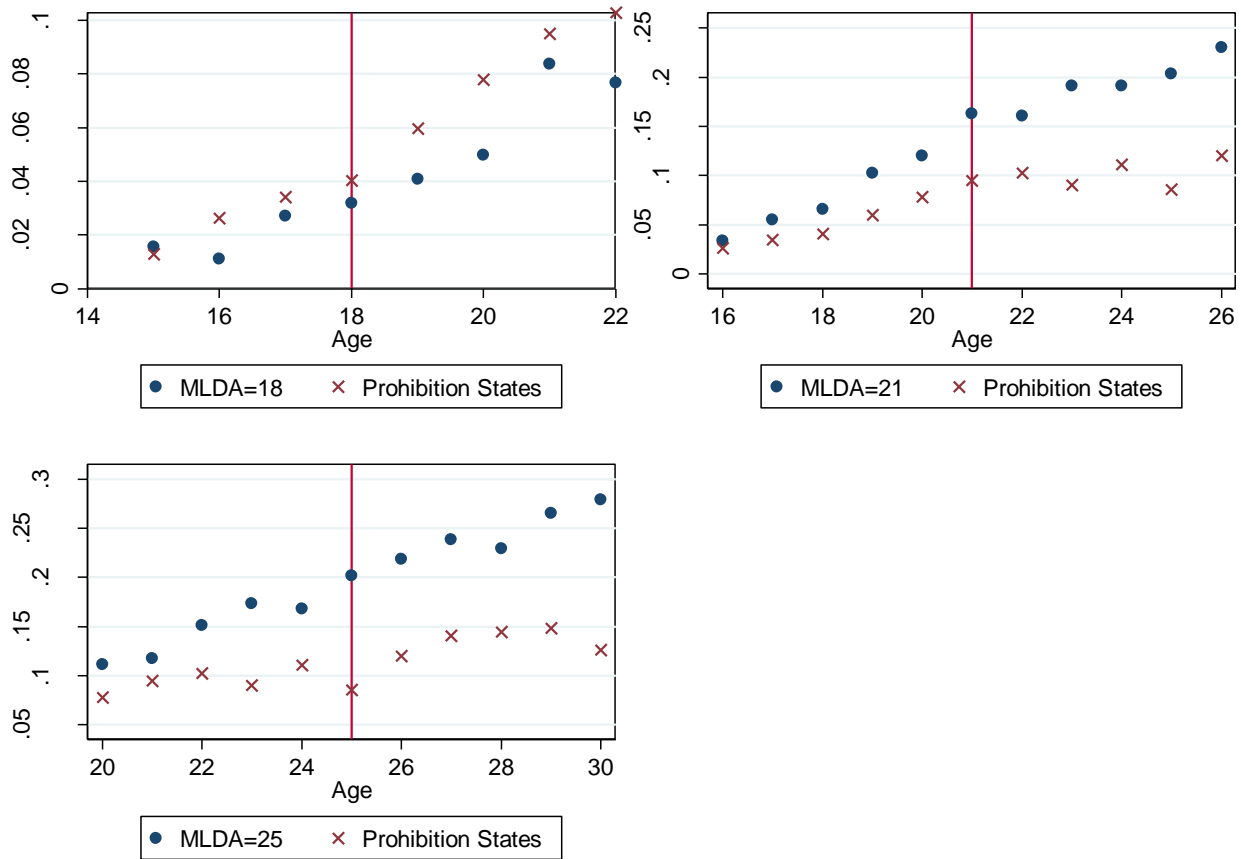 .1
.08
.06
.04
.02
0
14 16 18 20 22
Age
MLDA=18 Prohibition States
.25
.2
.15
.1
.05
0
16 18 20 22 24 26
Age
MLDA=21 Prohibition States
.3
.25
.2
.15
.1
.05
20 22 24 26 28 30
Age
MLDA=25 Prohibition States